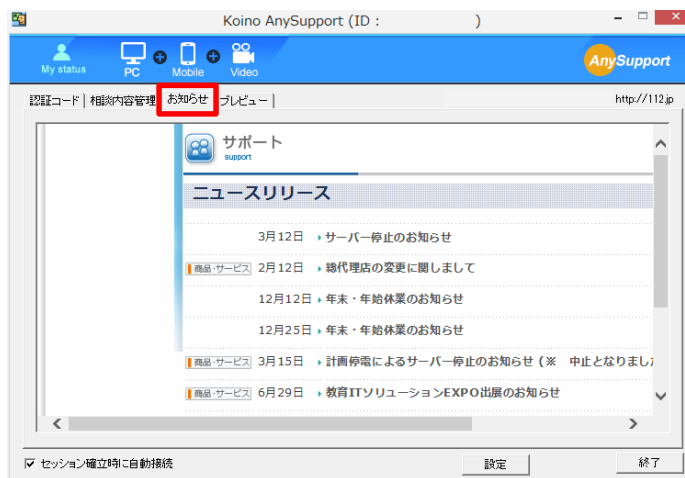 Koino AnySupport (ID : )
My status PC Mobile Video AnySupport
認証コード 相談内容管理 お知らせ プレビュー http://112.jp
サポート
support
ニュースリリース
3月12日 サーバー停止のお知らせ
商品・サービス 2月12日 総代理店の変更に関しまして
12月12日 年末・年始休業のお知らせ
12月25日 年末・年始休業のお知らせ
商品・サービス 3月15日 計画停電によるサーバー停止のお知らせ(※ 中止となりまし
商品・サービス 6月29日 教育ITソリューションEXPO出展のお知らせ
セッション確立時に自動接続 設定 終了